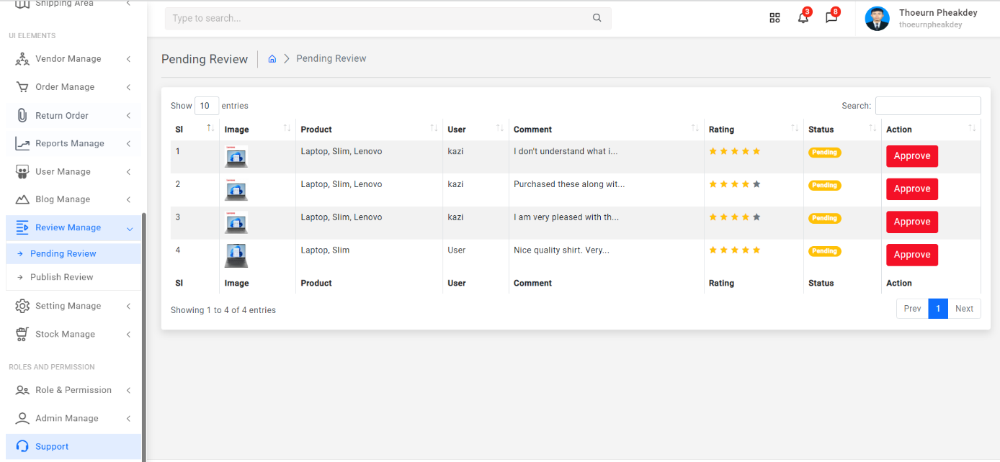 Shipping Area
UI ELEMENTS
Vendor Manage
Order Manage
Return Order
Reports Manage
User Manage
Blog Manage
Review Manage
Pending Review
Publish Review
Setting Manage
Stock Manage
ROLES AND PERMISSION
Role & Permission
Admin Manage
Support
Type to search...
3
8
Thoeurn Pheakdey
thoeurnpheakdey
Pending Review
Pending Review
Show 10 entries
Search:
Sl Image Product User Comment Rating Status Action
1 Laptop, Slim, Lenovo kazi I don't understand what i... Pending Approve
2 Laptop, Slim, Lenovo kazi Purchased these along wit... Pending Approve
3 Laptop, Slim, Lenovo kazi I am very pleased with th... Pending Approve
4 Laptop, Slim User Nice quality shirt. Very... Pending Approve
Sl Image Product User Comment Rating Status Action
Showing 1 to 4 of 4 entries
Prev 1 Next